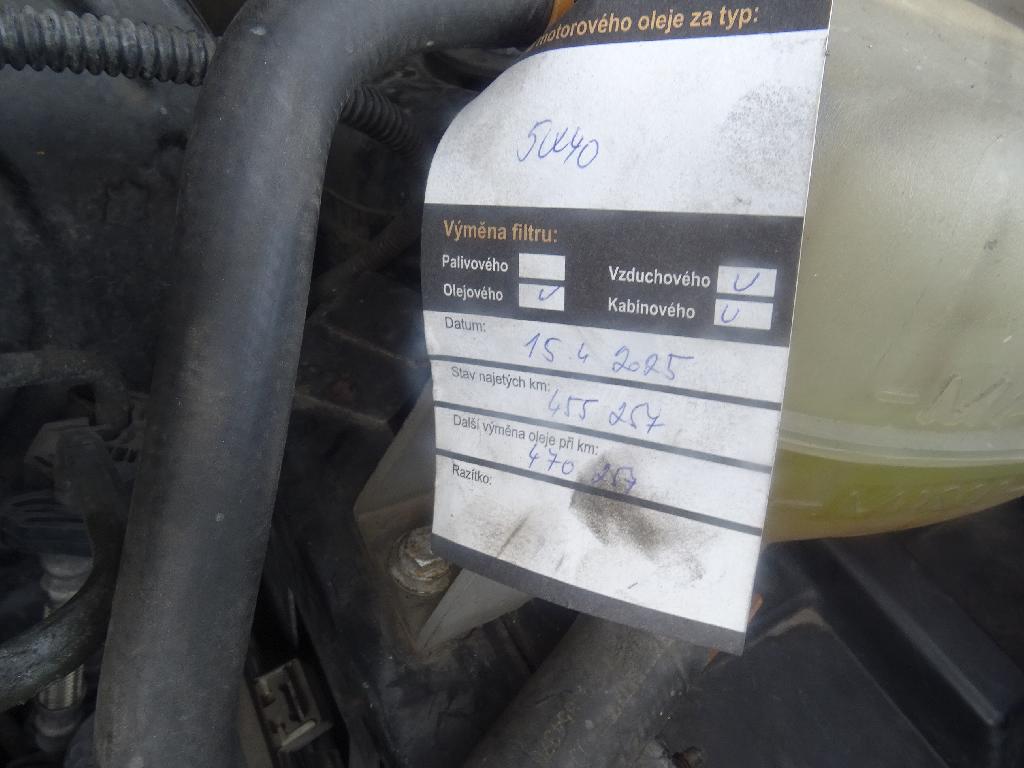 motorového oleje za typ:
5W40
Výměna filtru:
Palivového
Vzduchového
Olejového
Kabinového
Datum:
15 4 2025
Stav najetých km:
455 257
Další výměna oleje při km:
470 257
Razítko: